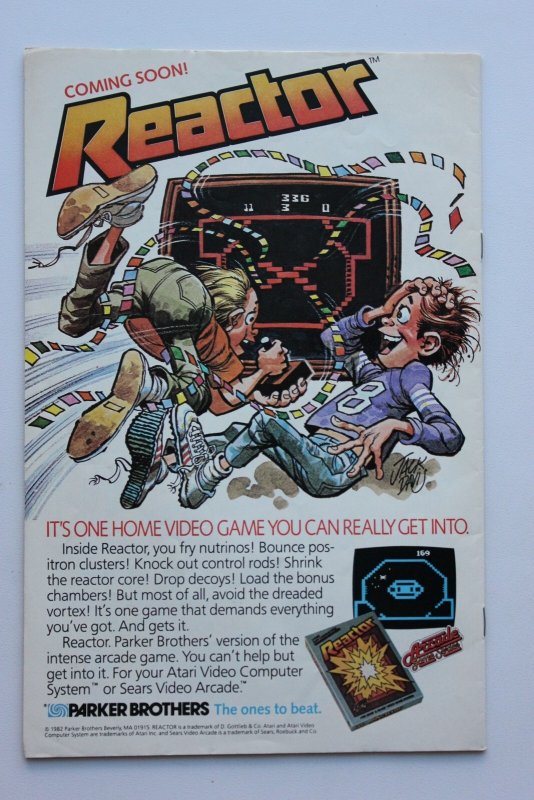 COMING SOON!
Reactor™
336
11 3 0
8
JACK
DAVIS
IT'S ONE HOME VIDEO GAME YOU CAN REALLY GET INTO.
Inside Reactor, you fry nutrinos! Bounce pos-
itron clusters! Knock out control rods! Shrink
the reactor core! Drop decoys! Load the bonus
chambers! But most of all, avoid the dreaded
vortex! It's one game that demands everything
you've got. And gets it.
Reactor. Parker Brothers' version of the
intense arcade game. You can't help but
get into it. For your Atari Video Computer
System™ or Sears Video Arcade.™
169
Reactor
Arcade
PARKER BROTHERS The ones to beat.
© 1982 Parker Brothers Beverly, MA 01915. REACTOR is a trademark of D. Gottlieb & Co. Atari and Atari Video
Computer System are trademarks of Atari Inc. and Sears Video Arcade is a trademark of Sears, Roebuck and Co.